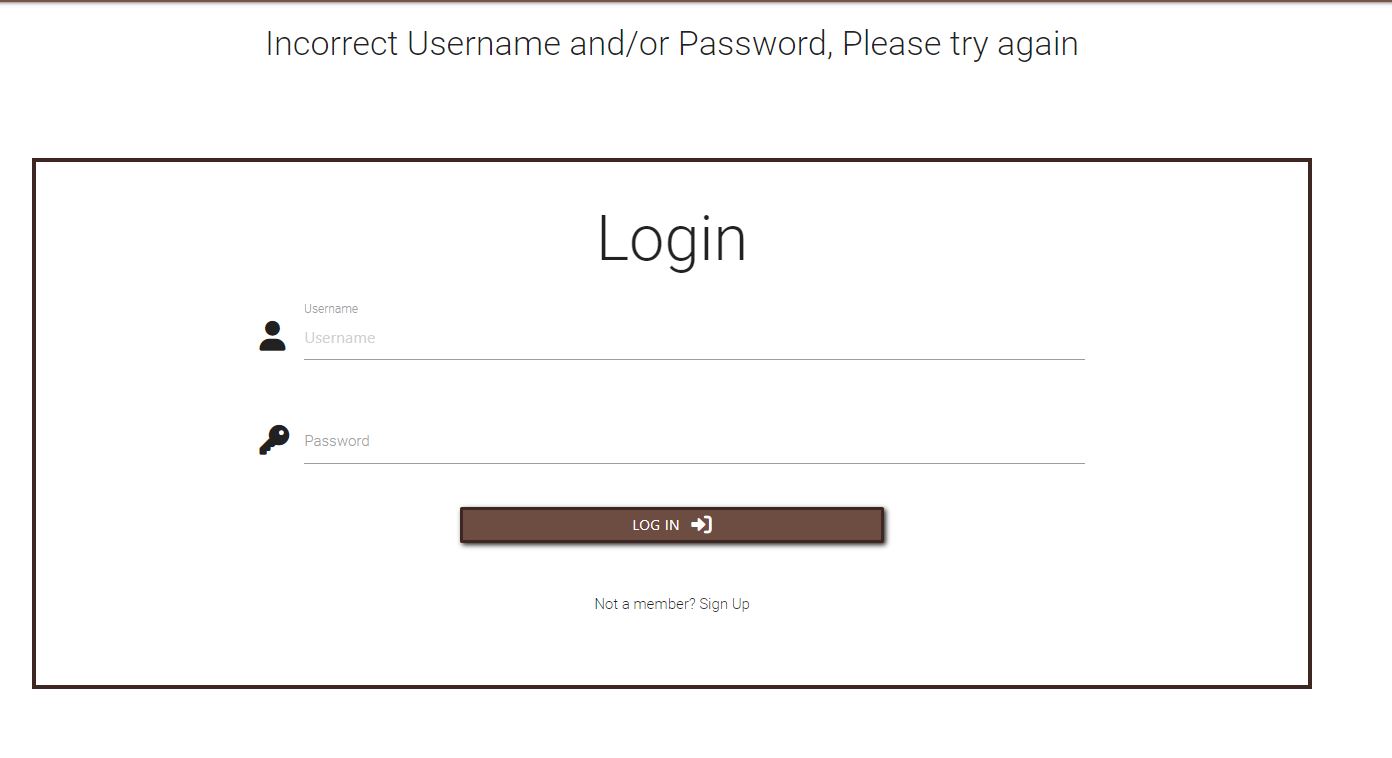 Incorrect Username and/or Password, Please try again
Login
Username
Username
Password
LOG IN
Not a member? Sign Up